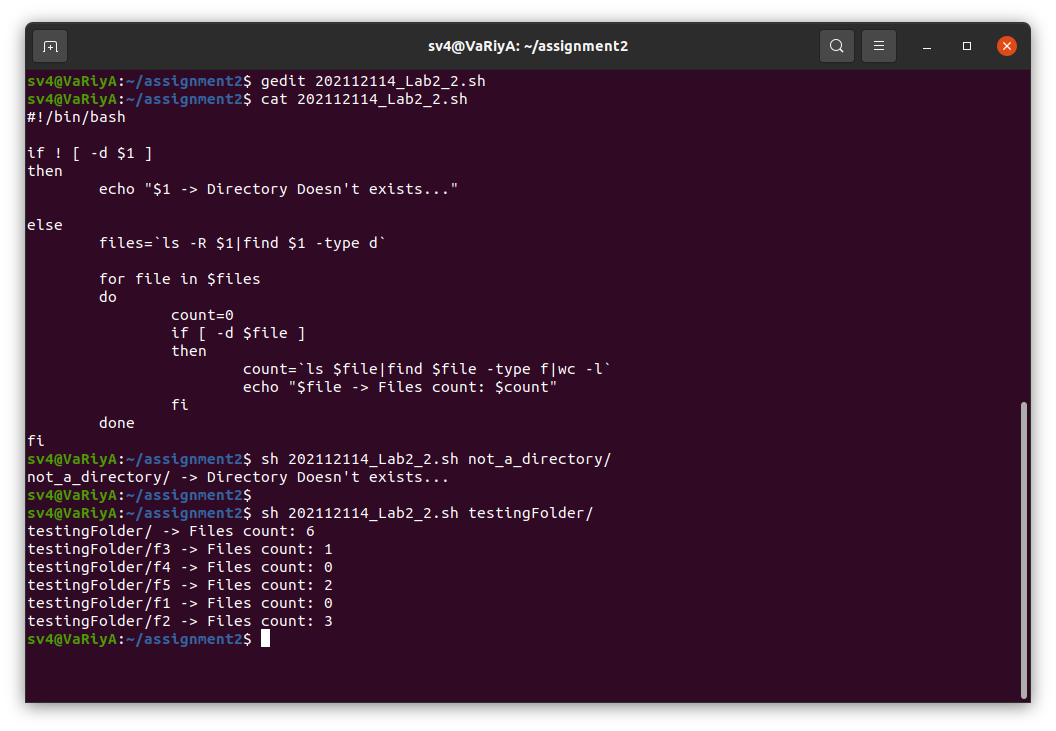 sv4@VaRiyA: ~/assignment2
sv4@VaRiyA:~/assignment2$ gedit 202112114_Lab2_2.sh
sv4@VaRiyA:~/assignment2$ cat 202112114_Lab2_2.sh
#!/bin/bash

if ! [ -d $1 ]
then
        echo "$1 -> Directory Doesn't exists..."

else
        files=`ls -R $1|find $1 -type d`

        for file in $files
        do
                count=0
                if [ -d $file ]
                then
                        count=`ls $file|find $file -type f|wc -l`
                        echo "$file -> Files count: $count"
                fi
        done
fi
sv4@VaRiyA:~/assignment2$ sh 202112114_Lab2_2.sh not_a_directory/
not_a_directory/ -> Directory Doesn't exists...
sv4@VaRiyA:~/assignment2$
sv4@VaRiyA:~/assignment2$ sh 202112114_Lab2_2.sh testingFolder/
testingFolder/ -> Files count: 6
testingFolder/f3 -> Files count: 1
testingFolder/f4 -> Files count: 0
testingFolder/f5 -> Files count: 2
testingFolder/f1 -> Files count: 0
testingFolder/f2 -> Files count: 3
sv4@VaRiyA:~/assignment2$